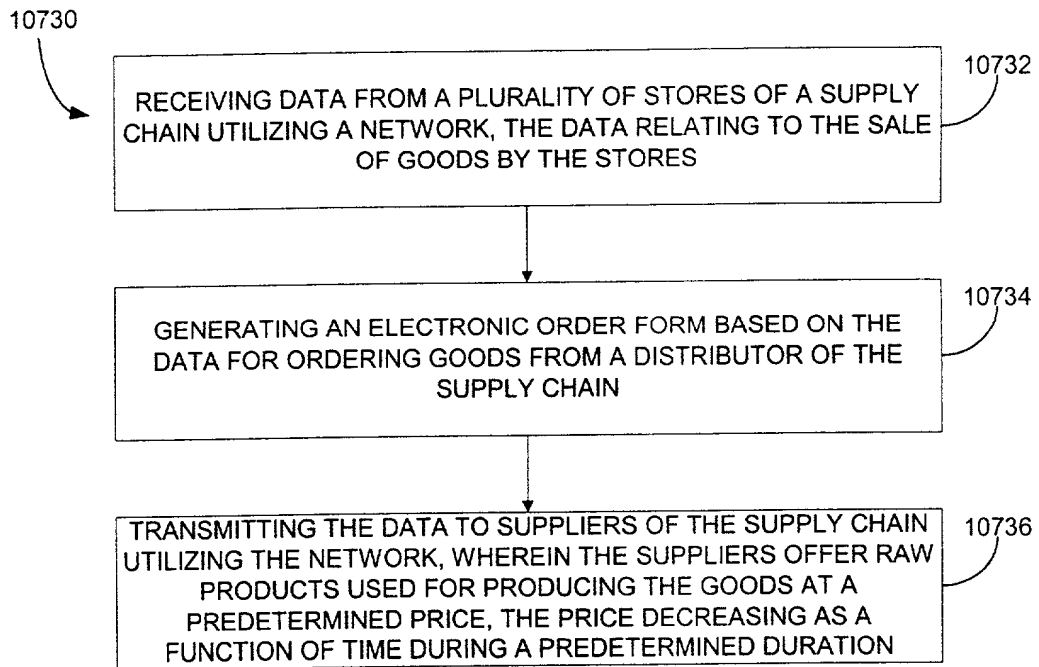 10730
10732
RECEIVING DATA FROM A PLURALITY OF STORES OF A SUPPLY
CHAIN UTILIZING A NETWORK, THE DATA RELATING TO THE SALE
OF GOODS BY THE STORES
10734
GENERATING AN ELECTRONIC ORDER FORM BASED ON THE
DATA FOR ORDERING GOODS FROM A DISTRIBUTOR OF THE
SUPPLY CHAIN
10736
TRANSMITTING THE DATA TO SUPPLIERS OF THE SUPPLY CHAIN
UTILIZING THE NETWORK, WHEREIN THE SUPPLIERS OFFER RAW
PRODUCTS USED FOR PRODUCING THE GOODS AT A
PREDETERMINED PRICE, THE PRICE DECREASING AS A
FUNCTION OF TIME DURING A PREDETERMINED DURATION